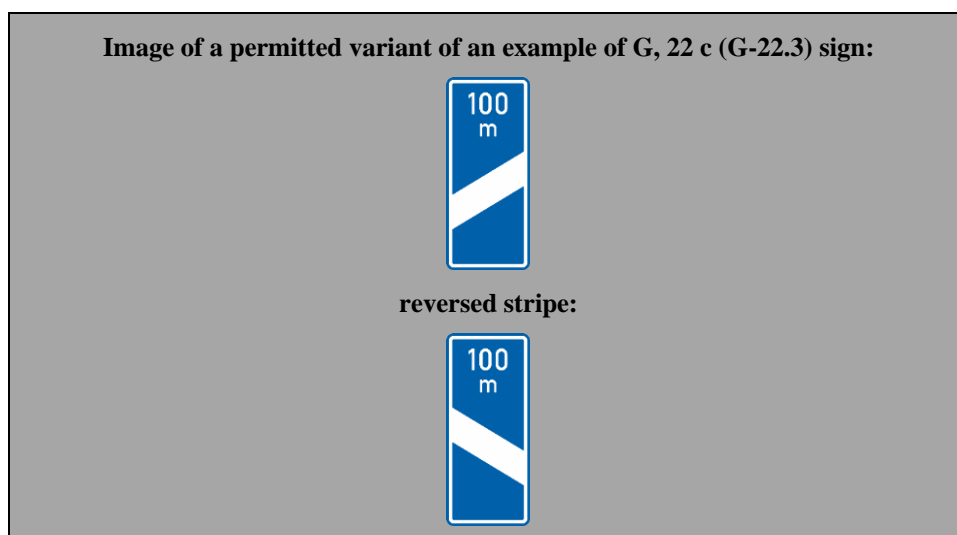 Image of a permitted variant of an example of G, 22 c (G-22.3) sign:
100
m
reversed stripe:
100
m